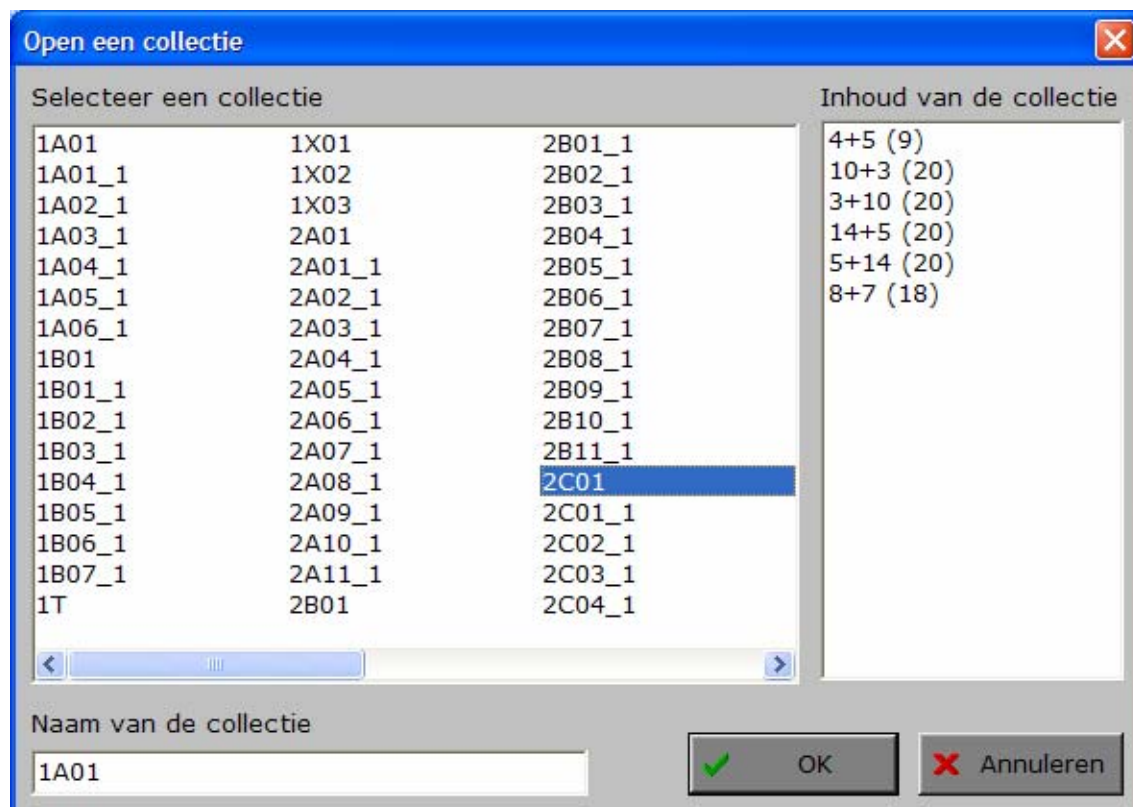 Open een collectie
Selecteer een collectie
1A01
1A01_1
1A02_1
1A03_1
1A04_1
1A05_1
1A06_1
1B01
1B01_1
1B02_1
1B03_1
1B04_1
1B05_1
1B06_1
1B07_1
1T
1X01
1X02
1X03
2A01
2A01_1
2A02_1
2A03_1
2A04_1
2A05_1
2A06_1
2A07_1
2A08_1
2A09_1
2A10_1
2A11_1
2B01
2B01_1
2B02_1
2B03_1
2B04_1
2B05_1
2B06_1
2B07_1
2B08_1
2B09_1
2B10_1
2B11_1
2C01
2C01_1
2C02_1
2C03_1
2C04_1
Inhoud van de collectie
4+5 (9)
10+3 (20)
3+10 (20)
14+5 (20)
5+14 (20)
8+7 (18)
Naam van de collectie
1A01
OK
Annuleren